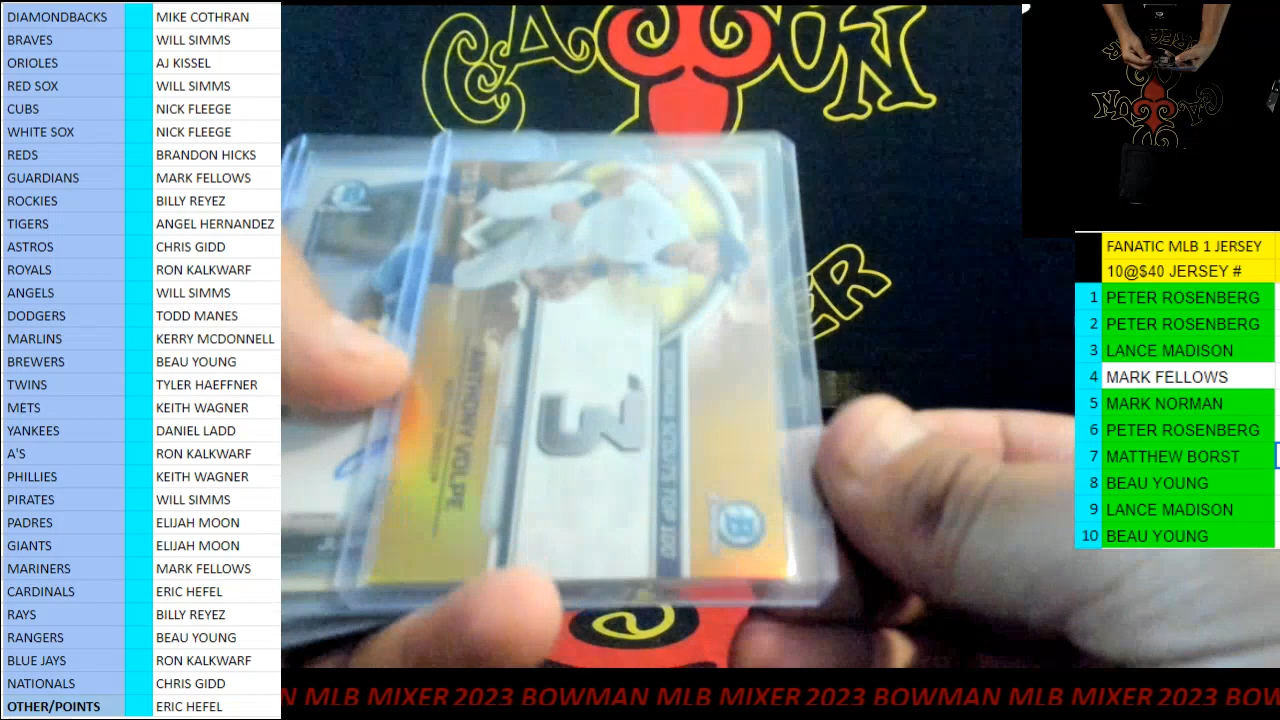 DIAMONDBACKS MIKE COTHRAN
BRAVES WILL SIMMS
ORIOLES AJ KISSEL
RED SOX WILL SIMMS
CUBS NICK FLEEGE
WHITE SOX NICK FLEEGE
REDS BRANDON HICKS
GUARDIANS MARK FELLOWS
ROCKIES BILLY REYEZ
TIGERS ANGEL HERNANDEZ
ASTROS CHRIS GIDD
ROYALS RON KALKWARF
ANGELS WILL SIMMS
DODGERS TODD MANES
MARLINS KERRY MCDONNELL
BREWERS BEAU YOUNG
TWINS TYLER HAEFFNER
METS KEITH WAGNER
YANKEES DANIEL LADD
A'S RON KALKWARF
PHILLIES KEITH WAGNER
PIRATES WILL SIMMS
PADRES ELIJAH MOON
GIANTS ELIJAH MOON
MARINERS MARK FELLOWS
CARDINALS ERIC HEFEL
RAYS BILLY REYEZ
RANGERS BEAU YOUNG
BLUE JAYS RON KALKWARF
NATIONALS CHRIS GIDD
OTHER/POINTS ERIC HEFEL
3
VOLPE
SCOUTS TOP 100
FANATIC MLB 1 JERSEY
10@$40 JERSEY #
1 PETER ROSENBERG
2 PETER ROSENBERG
3 LANCE MADISON
4 MARK FELLOWS
5 MARK NORMAN
6 PETER ROSENBERG
7 MATTHEW BORST
8 BEAU YOUNG
9 LANCE MADISON
10 BEAU YOUNG
N MLB MIXER 2023 BOWMAN MLB MIXER 2023 BOWMAN MLB MIXER 2023 BOW